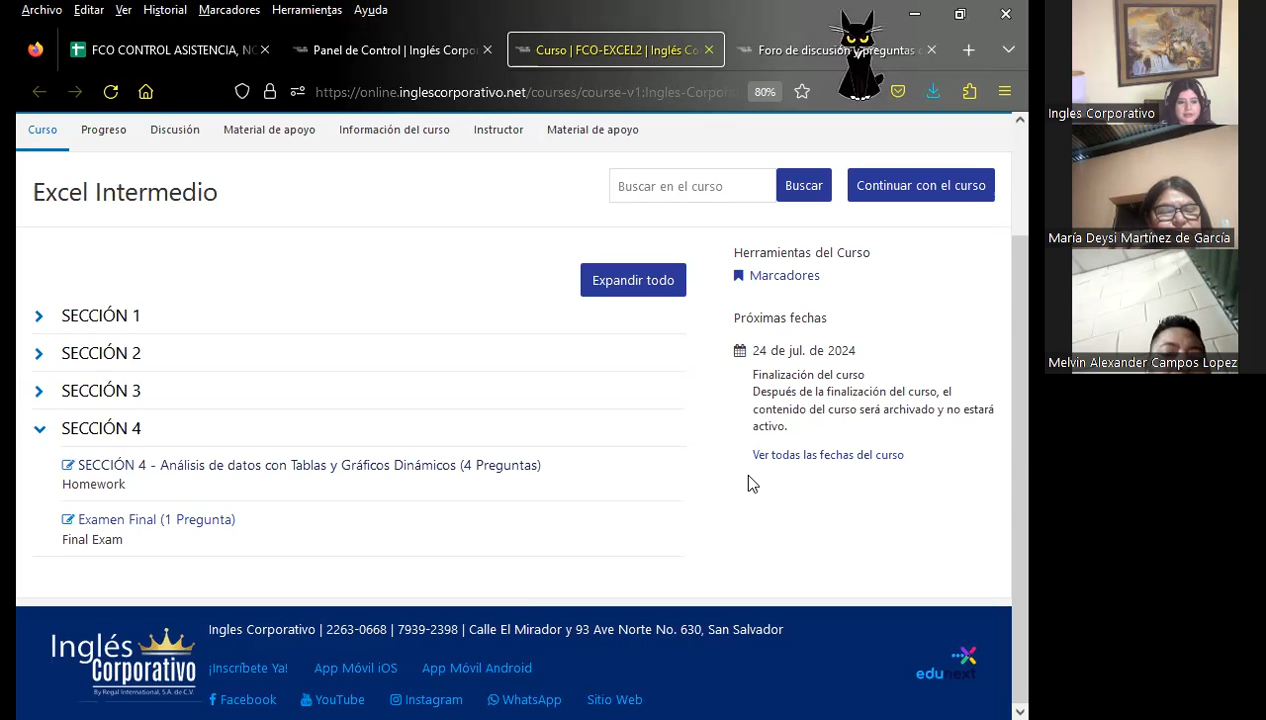 Archivo Editar Ver Historial Marcadores Herramientas Ayuda
FCO CONTROL ASISTENCIA, NC
Panel de Control | Inglés Corpo
Curso | FCO-EXCEL2 | Inglés Co
Foro de discusión y preguntas
https://online.inglescorporativo.net/courses/course-v1:Ingles-Corpora
80%
Curso Progreso Discusión Material de apoyo Información del curso Instructor Material de apoyo
Excel Intermedio
Buscar en el curso
Buscar
Continuar con el curso
Expandir todo
SECCIÓN 1
SECCIÓN 2
SECCIÓN 3
SECCIÓN 4
SECCIÓN 4 - Análisis de datos con Tablas y Gráficos Dinámicos (4 Preguntas)
Homework
Examen Final (1 Pregunta)
Final Exam
Herramientas del Curso
Marcadores
Próximas fechas
24 de jul. de 2024
Finalización del curso
Después de la finalización del curso, el
contenido del curso será archivado y no estará
activo.
Ver todas las fechas del curso
Inglés
Corporativo
By Regal International, S.A. de C.V.
Ingles Corporativo | 2263-0668 | 7939-2398 | Calle El Mirador y 93 Ave Norte No. 630, San Salvador
¡Inscríbete Ya! App Móvil iOS App Móvil Android
Facebook YouTube Instagram WhatsApp Sitio Web
edunext
Ingles Corporativo
María Deysi Martínez de García
Melvin Alexander Campos Lopez